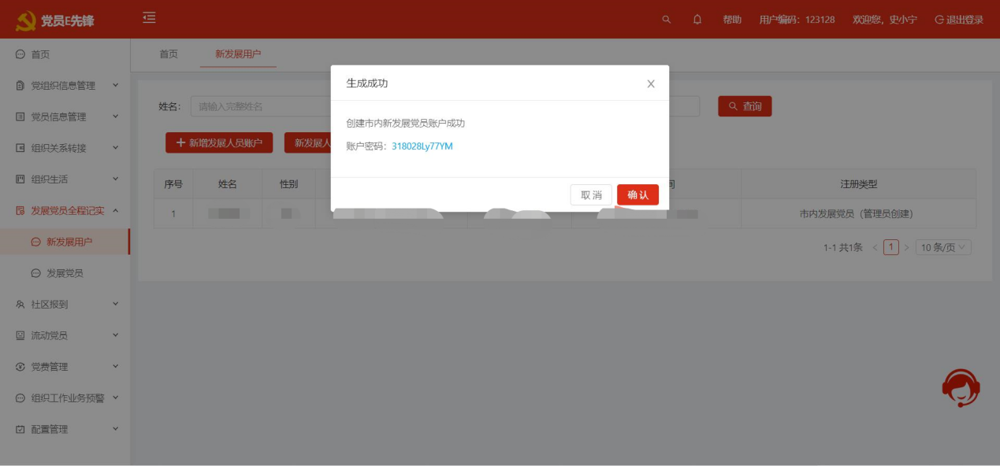 党员E先锋
帮助 用户编码：123128 欢迎您，史小宁 退出登录
首页
党组织信息管理
党员信息管理
组织关系转接
组织生活
发展党员全程记实
新发展用户
发展党员
社区报到
流动党员
党费管理
组织工作业务预警
配置管理
首页 新发展用户
姓名： 请输入完整姓名 查询
新增发展人员账户 新发展人
序号 姓名 性别 注册类型
1 市内发展党员（管理员创建）
1-1 共1条 < 1 > 10 条/页
生成成功
创建市内新发展党员账户成功
账户密码：318028Ly77YM
取 消 确 认